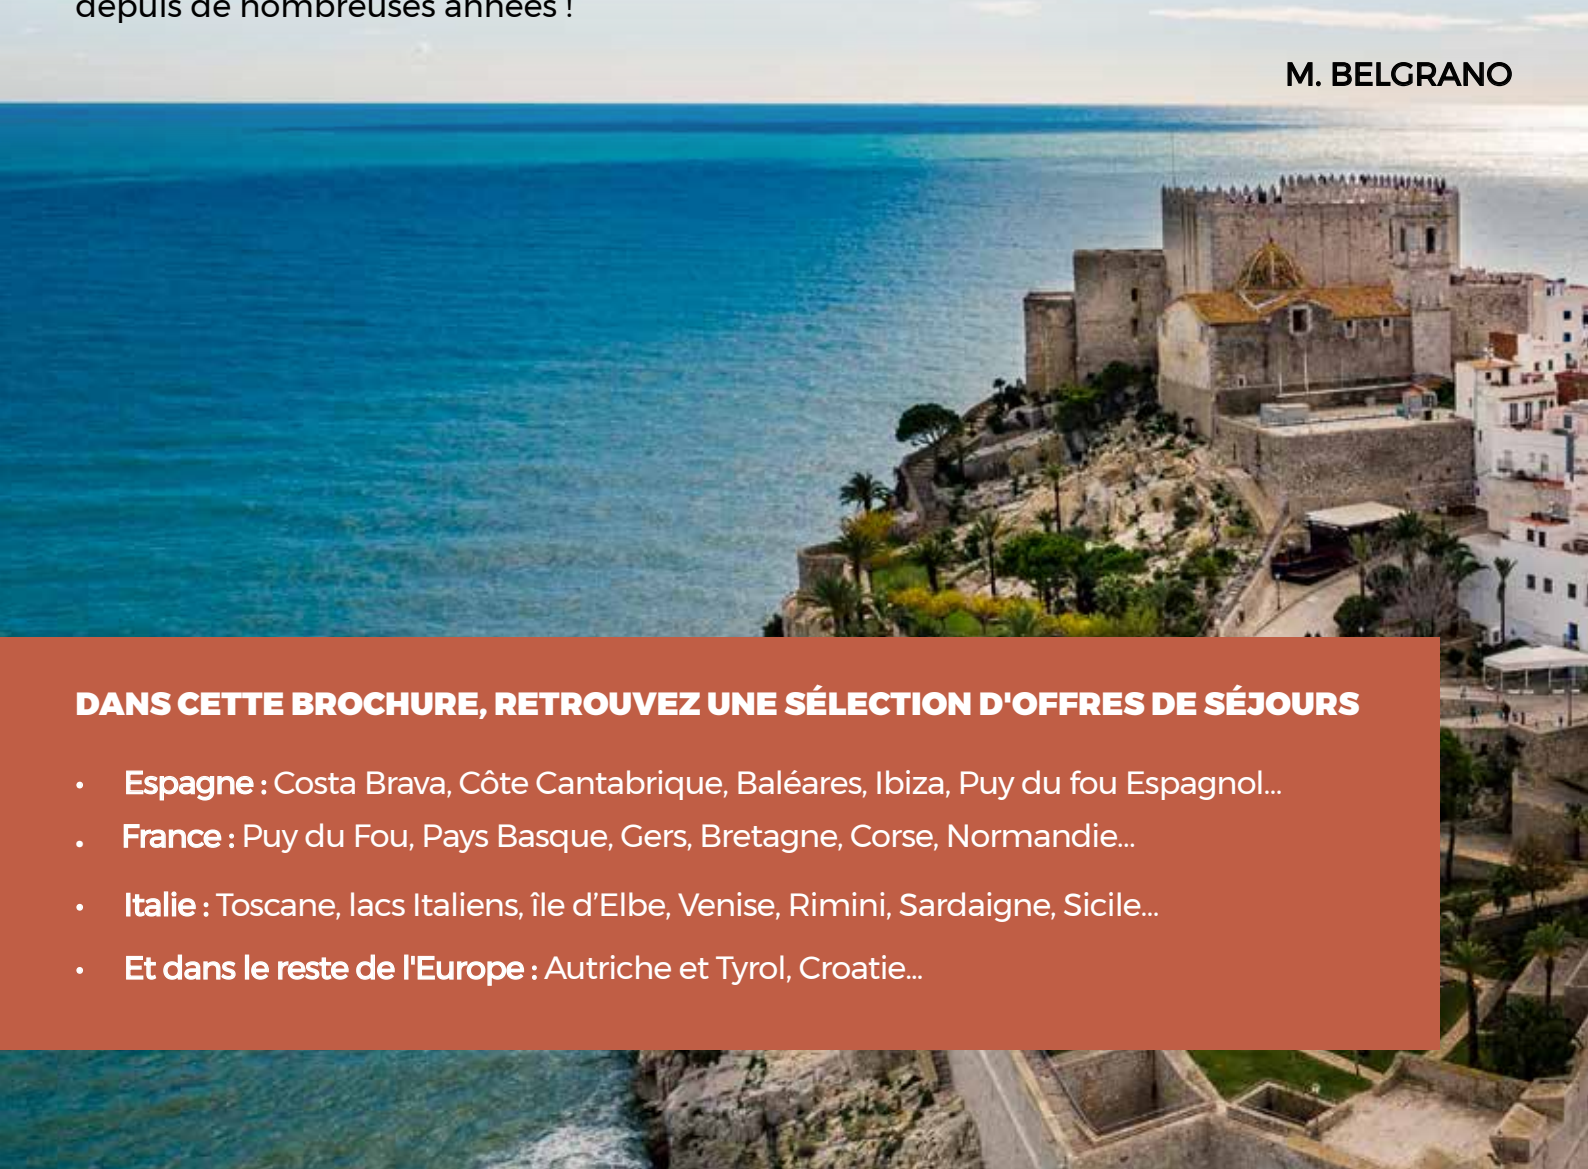 depuis de nombreuses années !
M. BELGRANO
DANS CETTE BROCHURE, RETROUVEZ UNE SÉLECTION D'OFFRES DE SÉJOURS
• Espagne : Costa Brava, Côte Cantabrique, Baléares, Ibiza, Puy du fou Espagnol...
• France : Puy du Fou, Pays Basque, Gers, Bretagne, Corse, Normandie...
• Italie : Toscane, lacs Italiens, île d’Elbe, Venise, Rimini, Sardaigne, Sicile...
• Et dans le reste de l'Europe : Autriche et Tyrol, Croatie...